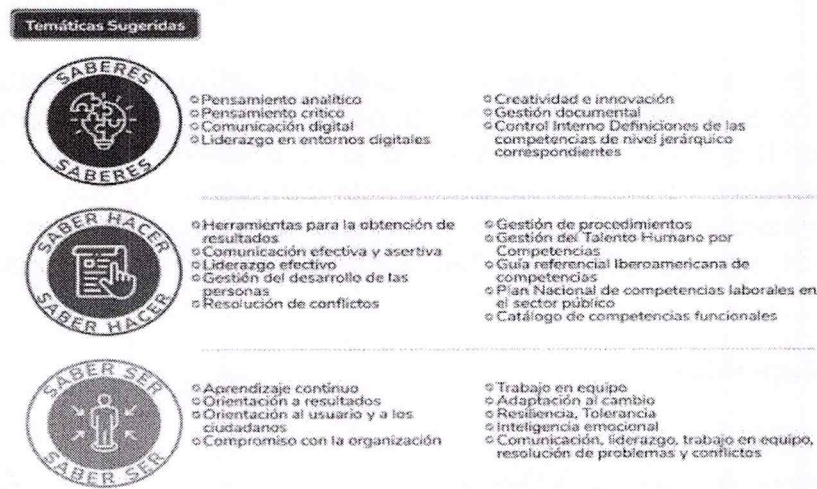 Temáticas Sugeridas
SABERES
SABERES
Pensamiento analítico
Pensamiento crítico
Comunicación digital
Liderazgo en entornos digitales
Creatividad e innovación
Gestión documental
Control Interno Definiciones de las
competencias de nivel jerárquico
correspondientes
SABER HACER
SABER HACER
Herramientas para la obtención de
resultados
Comunicación efectiva y asertiva
Liderazgo efectivo
Gestión del desarrollo de las
personas
Resolución de conflictos
Gestión de procedimientos
Gestión del Talento Humano por
Competencias
Guía referencial Iberoamericana de
competencias
Plan Nacional de competencias laborales en
el sector público
Catálogo de competencias funcionales
SABER SER
SABER SER
Aprendizaje continuo
Orientación a resultados
Orientación al usuario y a los
ciudadanos
Compromiso con la organización
Trabajo en equipo
Adaptación al cambio
Resiliencia, Tolerancia
Inteligencia emocional
Comunicación, liderazgo, trabajo en equipo,
resolución de problemas y conflictos